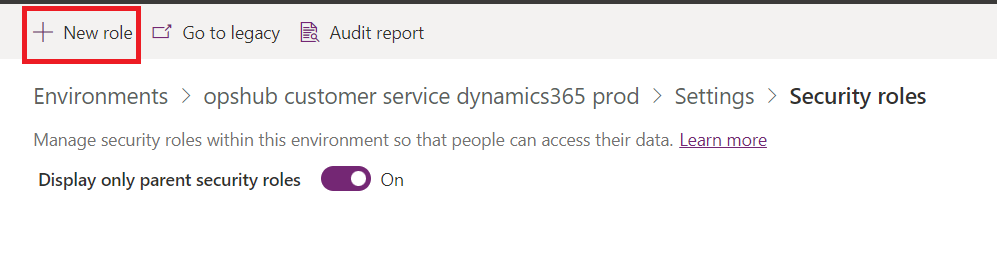 New role Go to legacy Audit report
Environments > opshub customer service dynamics365 prod > Settings > Security roles
Manage security roles within this environment so that people can access their data. Learn more
Display only parent security roles On